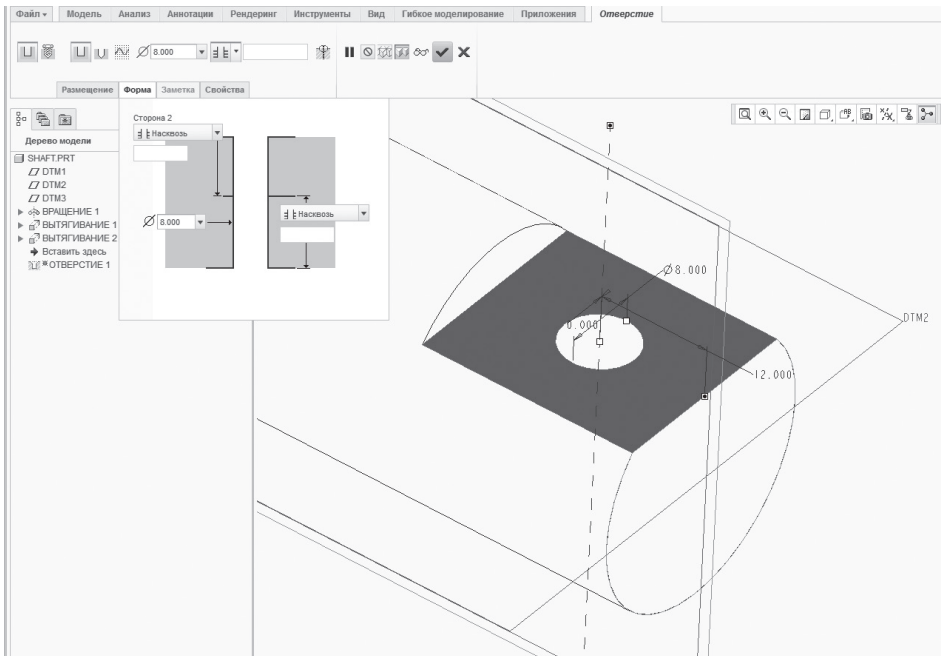 Файл Модель Анализ Аннотации Рендеринг Инструменты Вид Гибкое моделирование Приложения Отверстие
8.000
Размещение Форма Заметка Свойства
Сторона 2
Насквозь
8.000
Насквозь
Дерево модели
SHAFT.PRT
DTM1
DTM2
DTM3
ВРАЩЕНИЕ 1
ВЫТЯГИВАНИЕ 1
ВЫТЯГИВАНИЕ 2
Вставить здесь
ОТВЕРСТИЕ 1
Ø8.000
0.000
12.000
DTM2